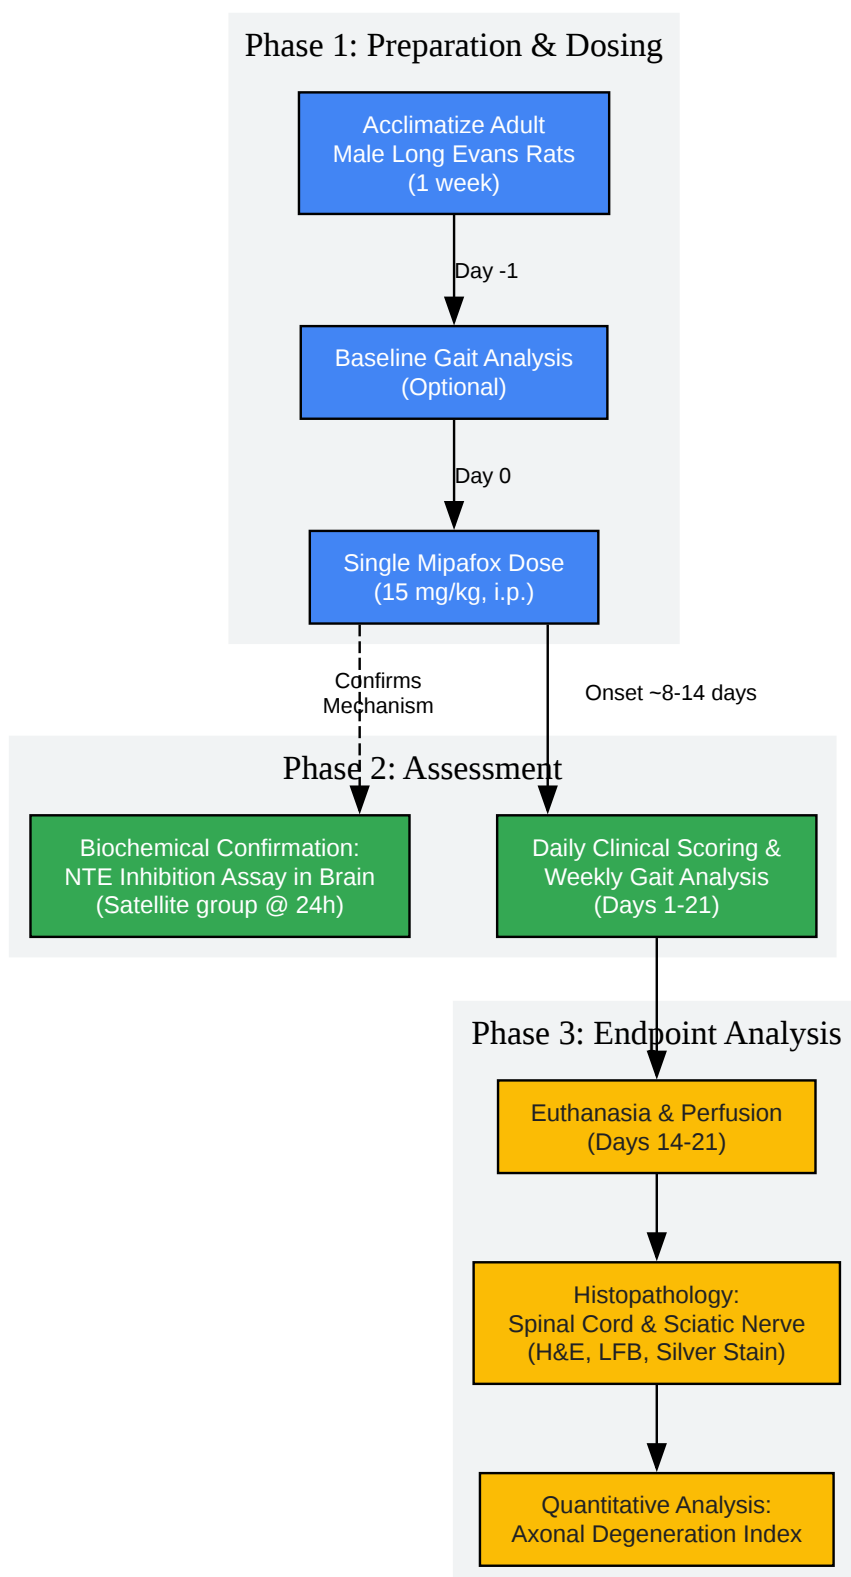 Phase 1: Preparation & Dosing
Acclimatize Adult
Male Long Evans Rats
(1 week)
Day -1
Baseline Gait Analysis
(Optional)
Day 0
Single Mipafox Dose
(15 mg/kg, i.p.)
Confirms
Mechanism
Onset ~8-14 days
Phase 2: Assessment
Biochemical Confirmation:
NTE Inhibition Assay in Brain
(Satellite group @ 24h)
Daily Clinical Scoring &
Weekly Gait Analysis
(Days 1-21)
Phase 3: Endpoint Analysis
Euthanasia & Perfusion
(Days 14-21)
Histopathology:
Spinal Cord & Sciatic Nerve
(H&E, LFB, Silver Stain)
Quantitative Analysis:
Axonal Degeneration Index